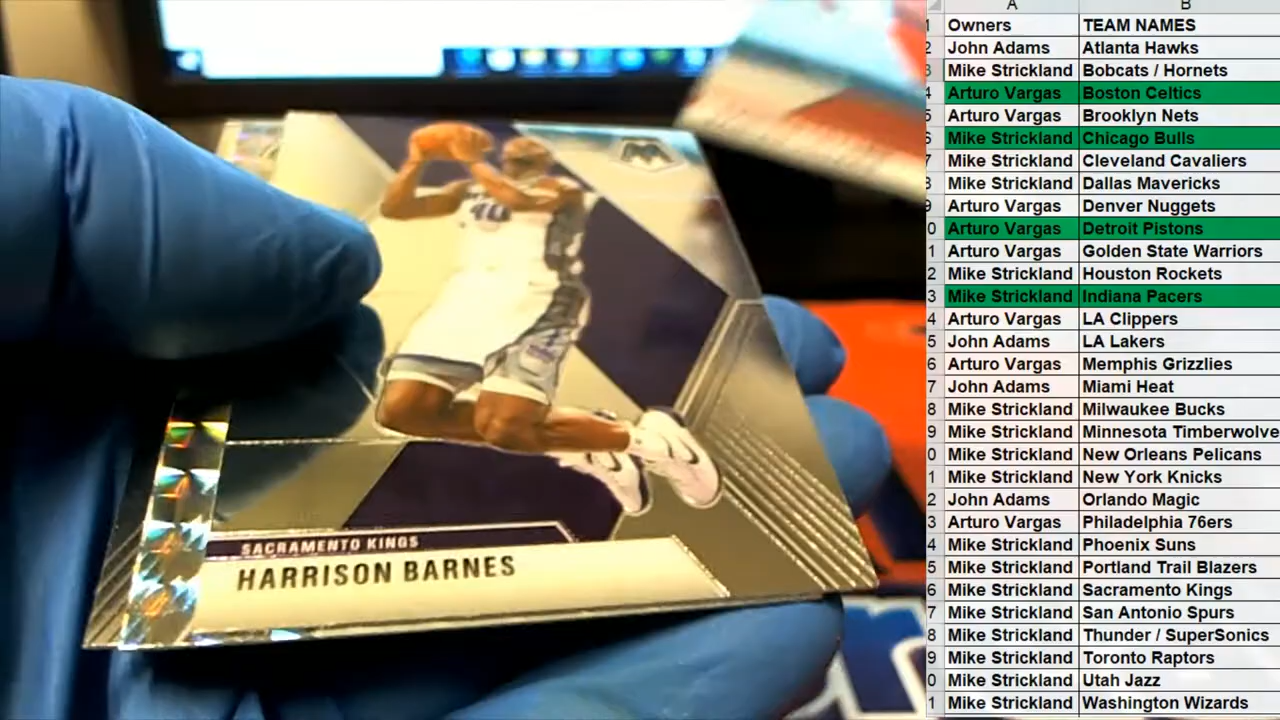 40
M
SACRAMENTO KINGS
HARRISON BARNES
A B
Owners TEAM NAMES
John Adams Atlanta Hawks
Mike Strickland Bobcats / Hornets
Arturo Vargas Boston Celtics
Arturo Vargas Brooklyn Nets
Mike Strickland Chicago Bulls
Mike Strickland Cleveland Cavaliers
Mike Strickland Dallas Mavericks
Arturo Vargas Denver Nuggets
Arturo Vargas Detroit Pistons
Arturo Vargas Golden State Warriors
Mike Strickland Houston Rockets
Mike Strickland Indiana Pacers
Arturo Vargas LA Clippers
John Adams LA Lakers
Arturo Vargas Memphis Grizzlies
John Adams Miami Heat
Mike Strickland Milwaukee Bucks
Mike Strickland Minnesota Timberwolve
Mike Strickland New Orleans Pelicans
Mike Strickland New York Knicks
John Adams Orlando Magic
Arturo Vargas Philadelphia 76ers
Mike Strickland Phoenix Suns
Mike Strickland Portland Trail Blazers
Mike Strickland Sacramento Kings
Mike Strickland San Antonio Spurs
Mike Strickland Thunder / SuperSonics
Mike Strickland Toronto Raptors
Mike Strickland Utah Jazz
Mike Strickland Washington Wizards